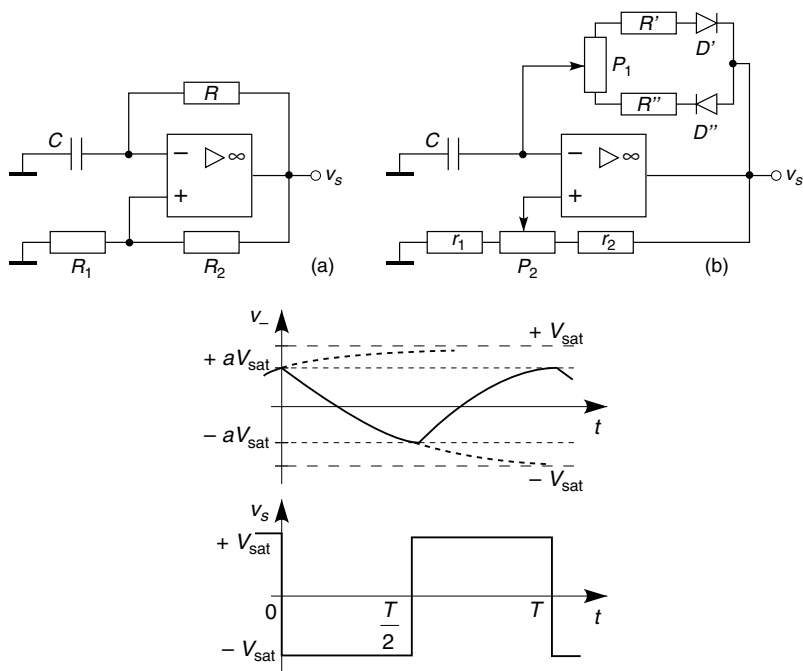 R
C
–
▷ ∞
+
v_s
R_1
R_2
(a)
R'
D'
P_1
R''
D''
C
–
▷ ∞
+
v_s
r_1
P_2
r_2
(b)
v_–
+ V_sat
+ aV_sat
t
– aV_sat
– V_sat
v_s
+ V_sat
0
T/2
T
t
– V_sat